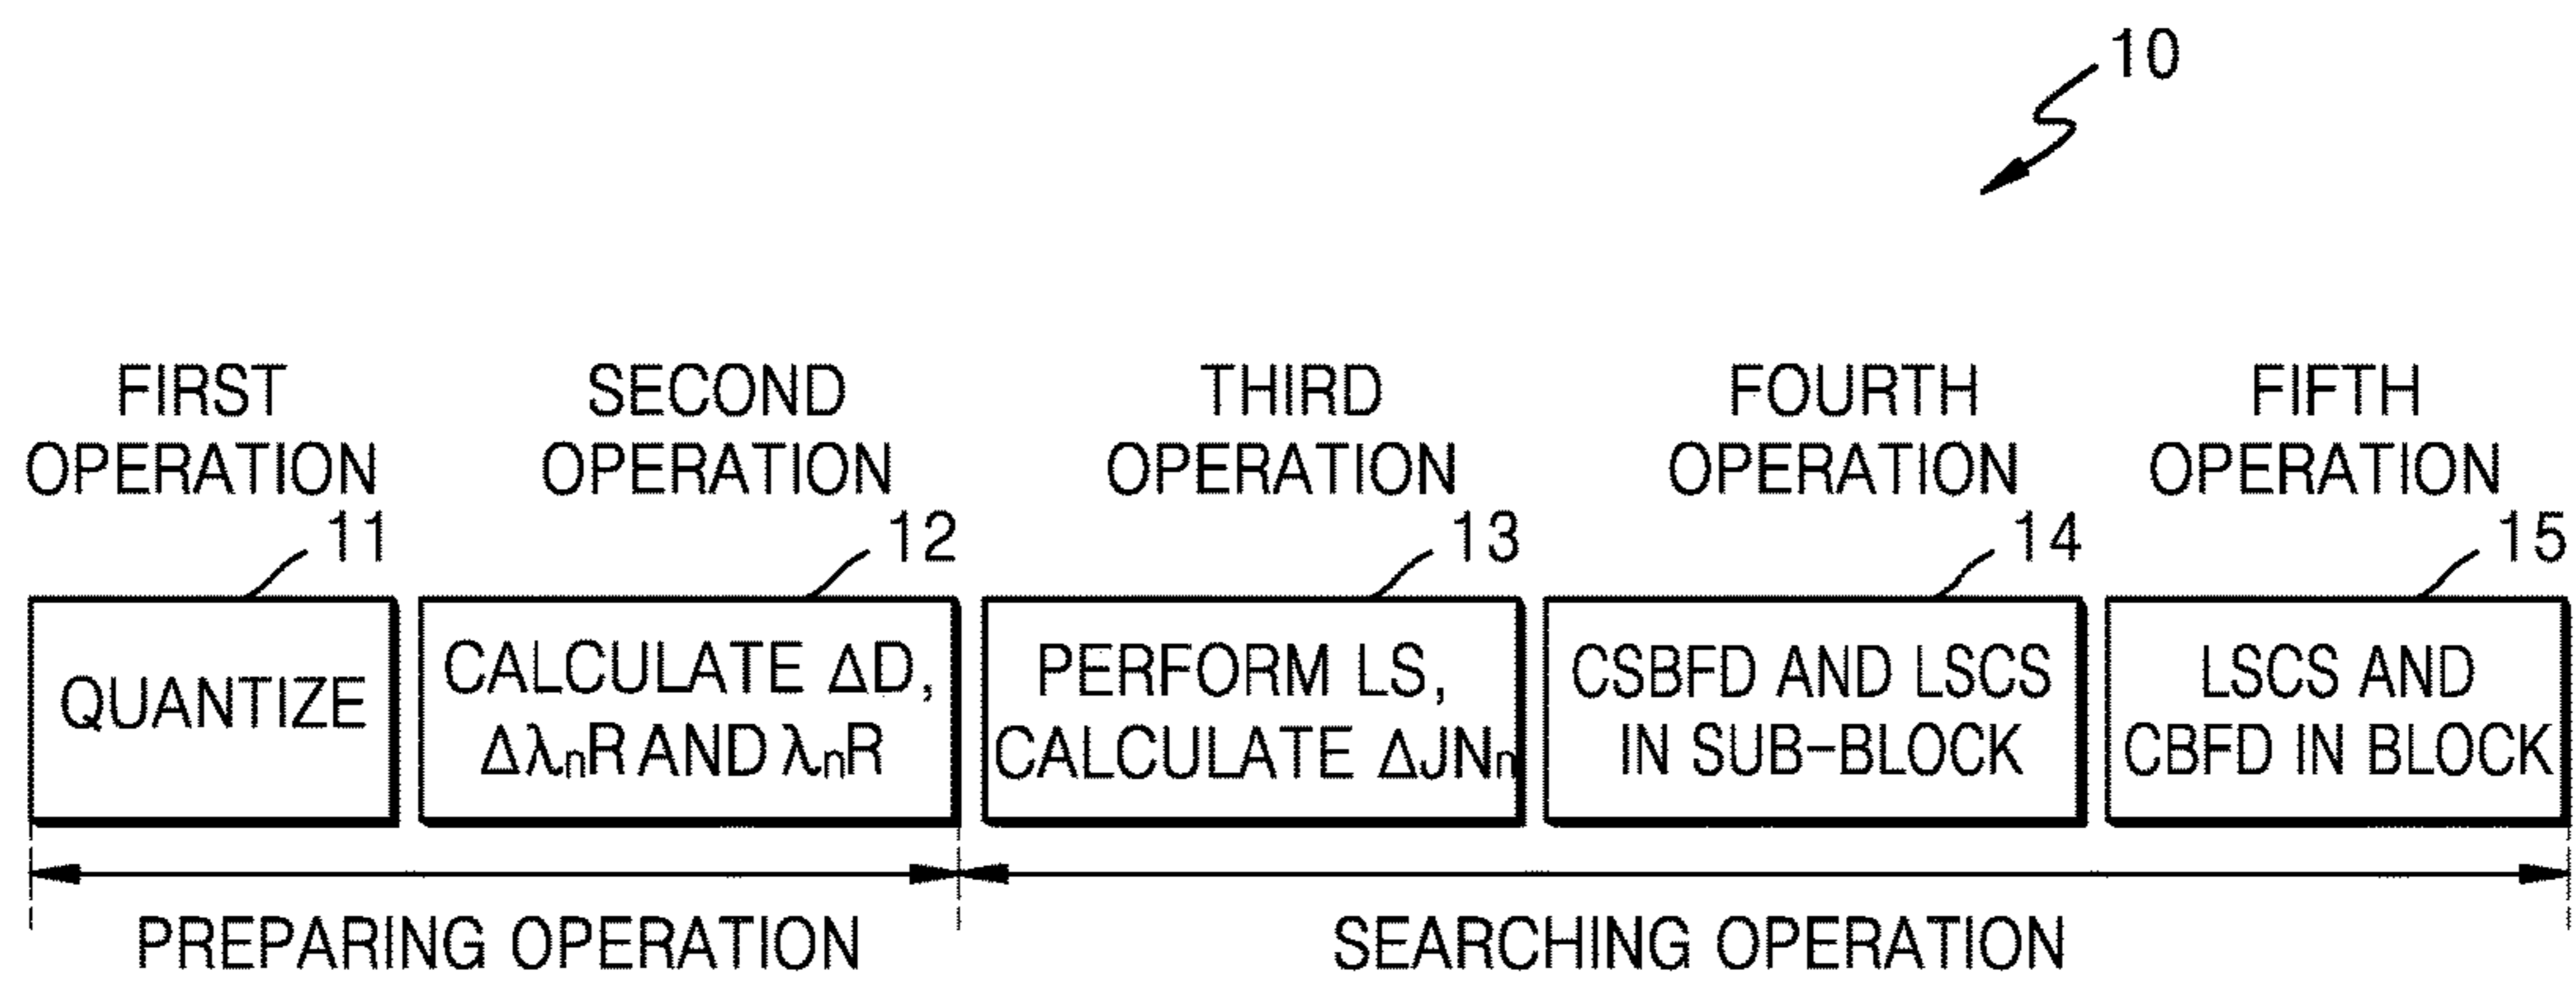 10
FIRST
OPERATION
11
QUANTIZE
SECOND
OPERATION
12
CALCULATE ΔD,
ΔλnR AND λnR
THIRD
OPERATION
13
PERFORM LS,
CALCULATE ΔJNn
FOURTH
OPERATION
14
CSBFD AND LSCS
IN SUB-BLOCK
FIFTH
OPERATION
15
LSCS AND
CBFD IN BLOCK
PREPARING OPERATION
SEARCHING OPERATION